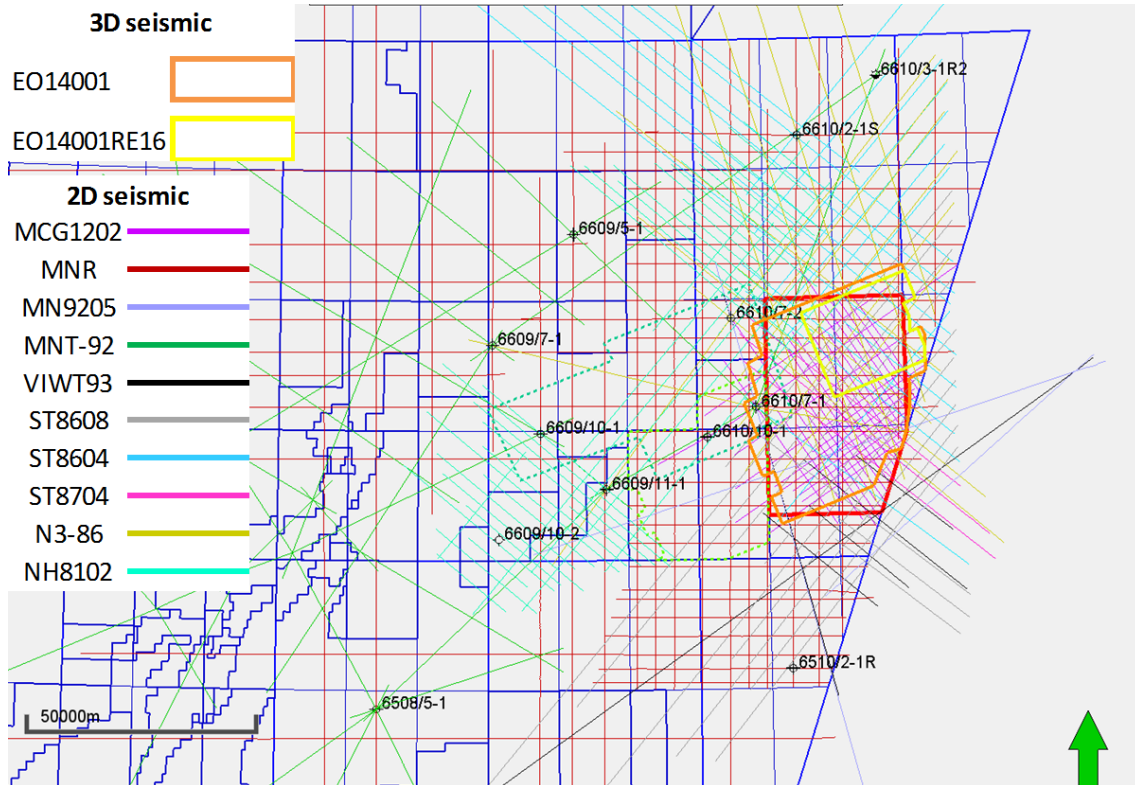 3D seismic
EO14001
EO14001RE16
2D seismic
MCG1202
MNR
MN9205
MNT-92
VIWT93
ST8608
ST8604
ST8704
N3-86
NH8102
6610/3-1R2
6610/2-1S
6609/5-1
6610/7-2
6609/7-1
6610/7-1
6609/10-1
6610/10-1
6609/11-1
6609/10-2
6510/2-1R
6508/5-1
50000m